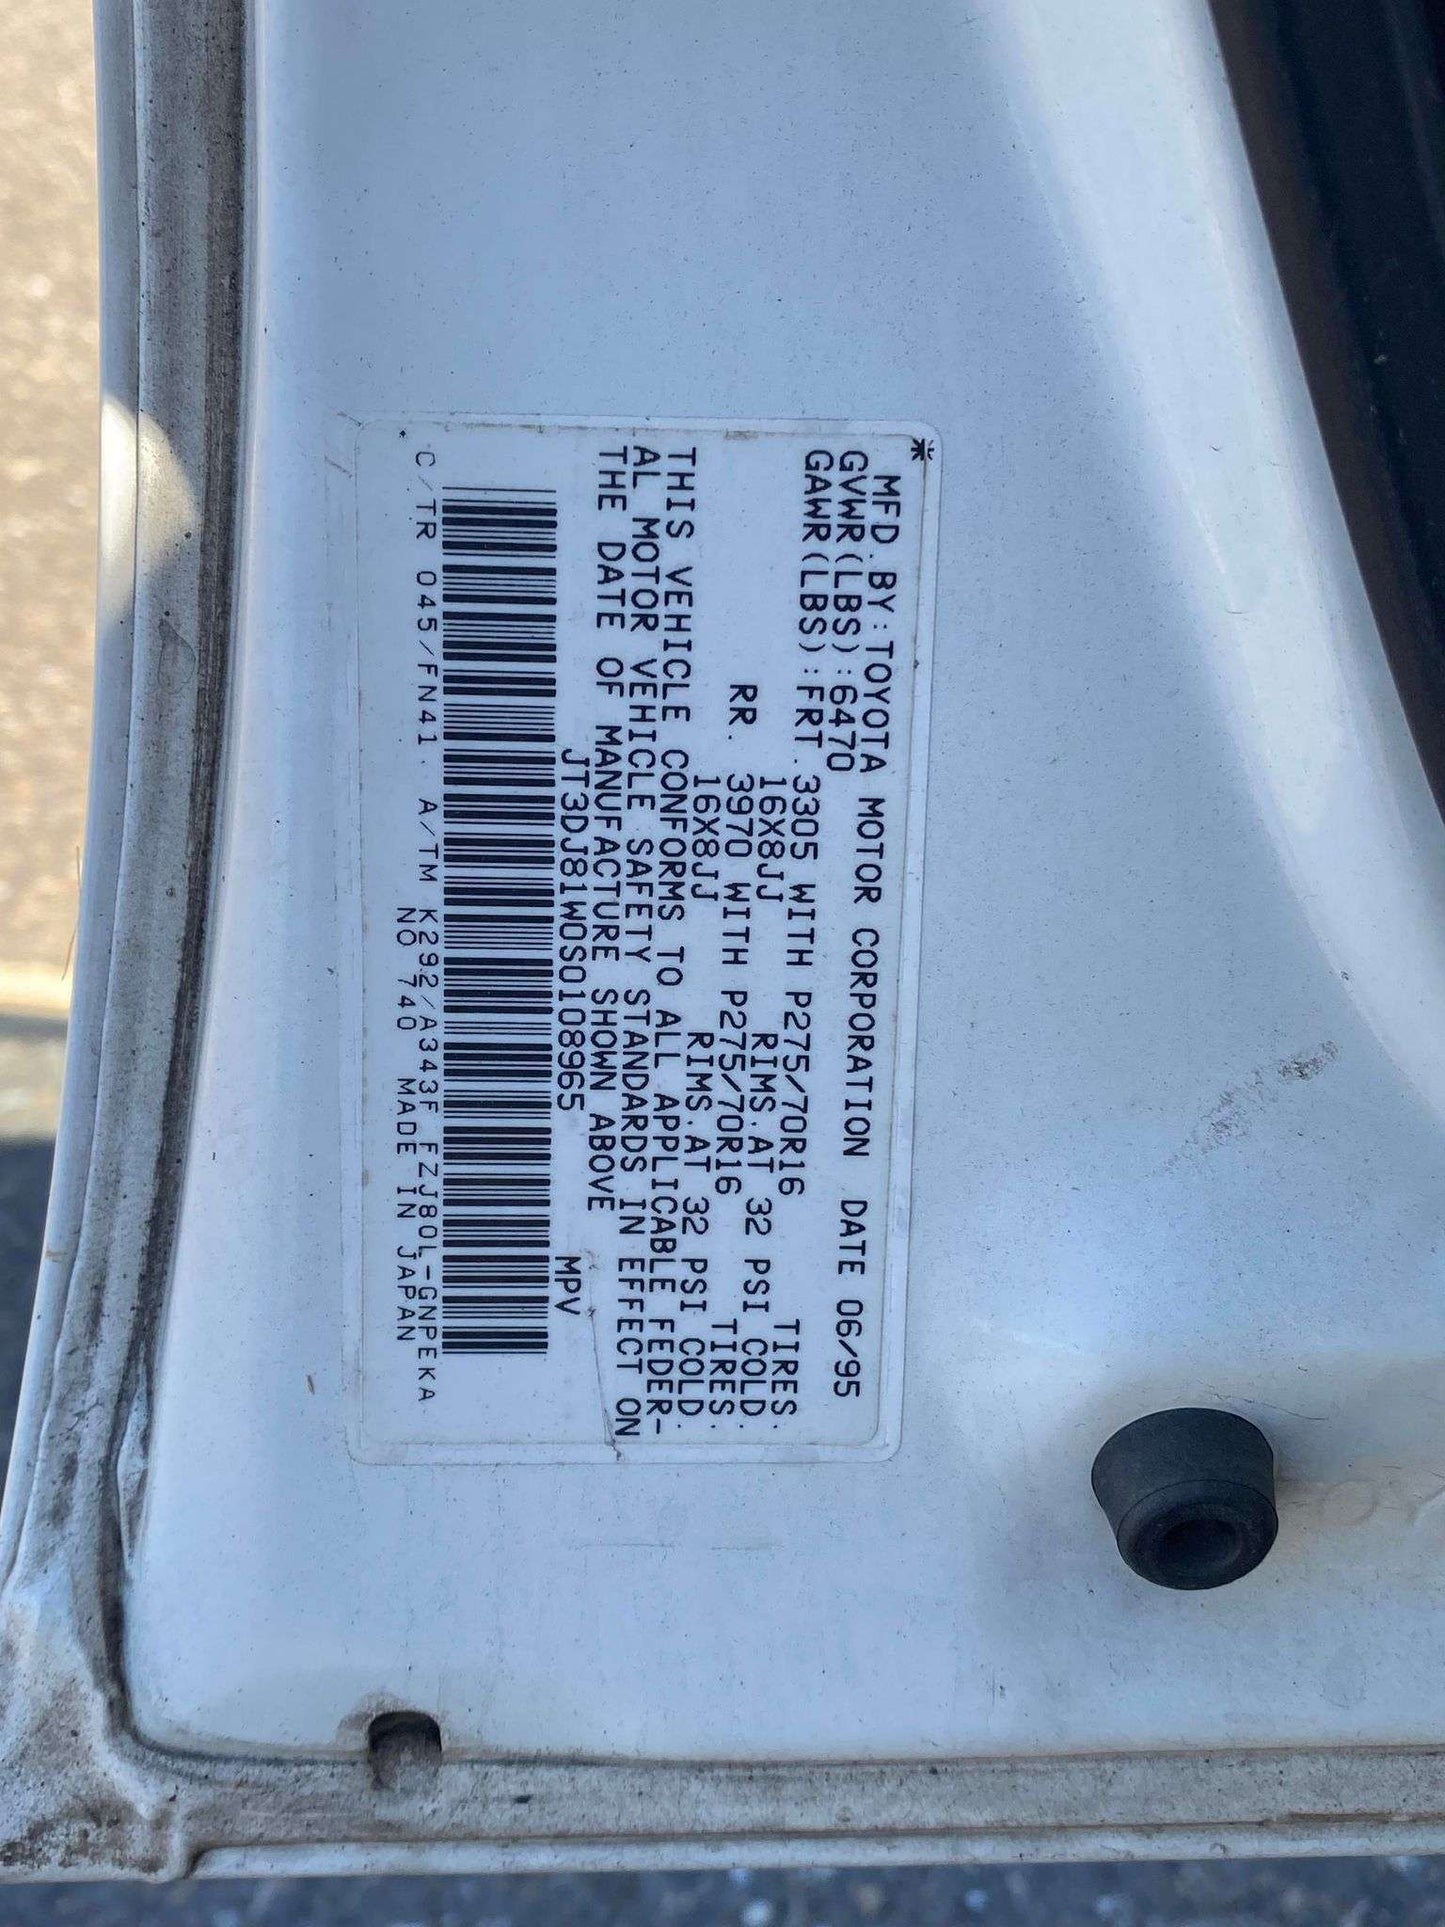 MFD.BY:TOYOTA MOTOR CORPORATION DATE 06/95
GVWR(LBS):6470
GAWR(LBS):FRT.3305 WITH P275/70R16 TIRES.
16X8JJ RIMS.AT 32 PSI COLD.
RR. 3970 WITH P275/70R16 TIRES.
16X8JJ RIMS.AT 32 PSI COLD.
THIS VEHICLE CONFORMS TO ALL APPLICABLE FEDER-
AL MOTOR VEHICLE SAFETY STANDARDS IN EFFECT ON
THE DATE OF MANUFACTURE SHOWN ABOVE
JT3DJ81W0S0108965 MPV
C/TR 045/FN41. A/TM K292/A343F FZJ80L-GNPEKA
NO 740 MADE IN JAPAN